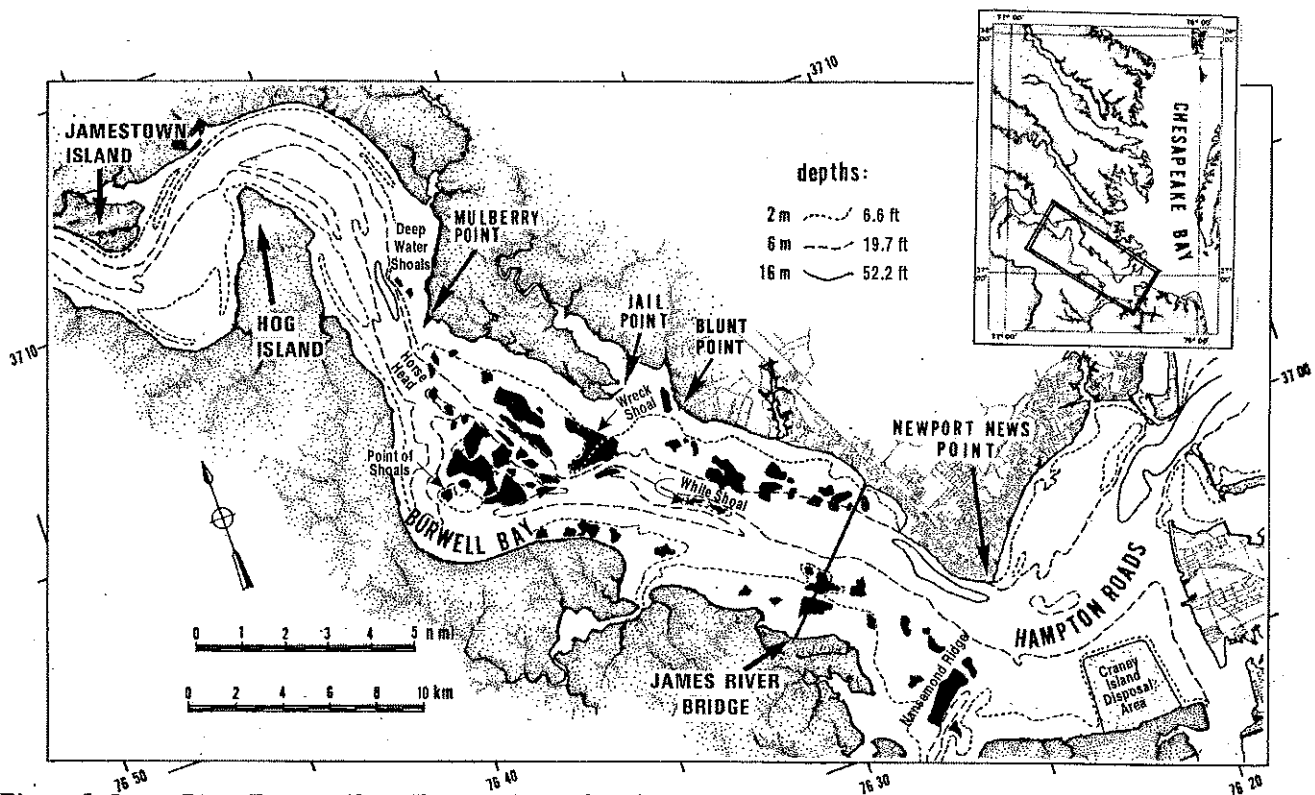 37 10
JAMESTOWN
ISLAND
MULBERRY
POINT
Deep
Water
Shoals
HOG
ISLAND
37 10
depths:
2 m 6.6 ft
6 m 19.7 ft
16 m 52.2 ft
CHESAPEAKE BAY
JAIL
POINT
BLUNT
POINT
Horse
Head
Wreck
Shoal
37 00
NEWPORT NEWS
POINT
Point of
Shoals
White Shoal
BURWELL BAY
HAMPTON ROADS
0 1 2 3 4 5 n mi
0 2 4 6 8 10 km
JAMES RIVER
BRIDGE
Nansemond Ridge
Craney
Island
Disposal
Area
76 50
76 40
76 30
76 20